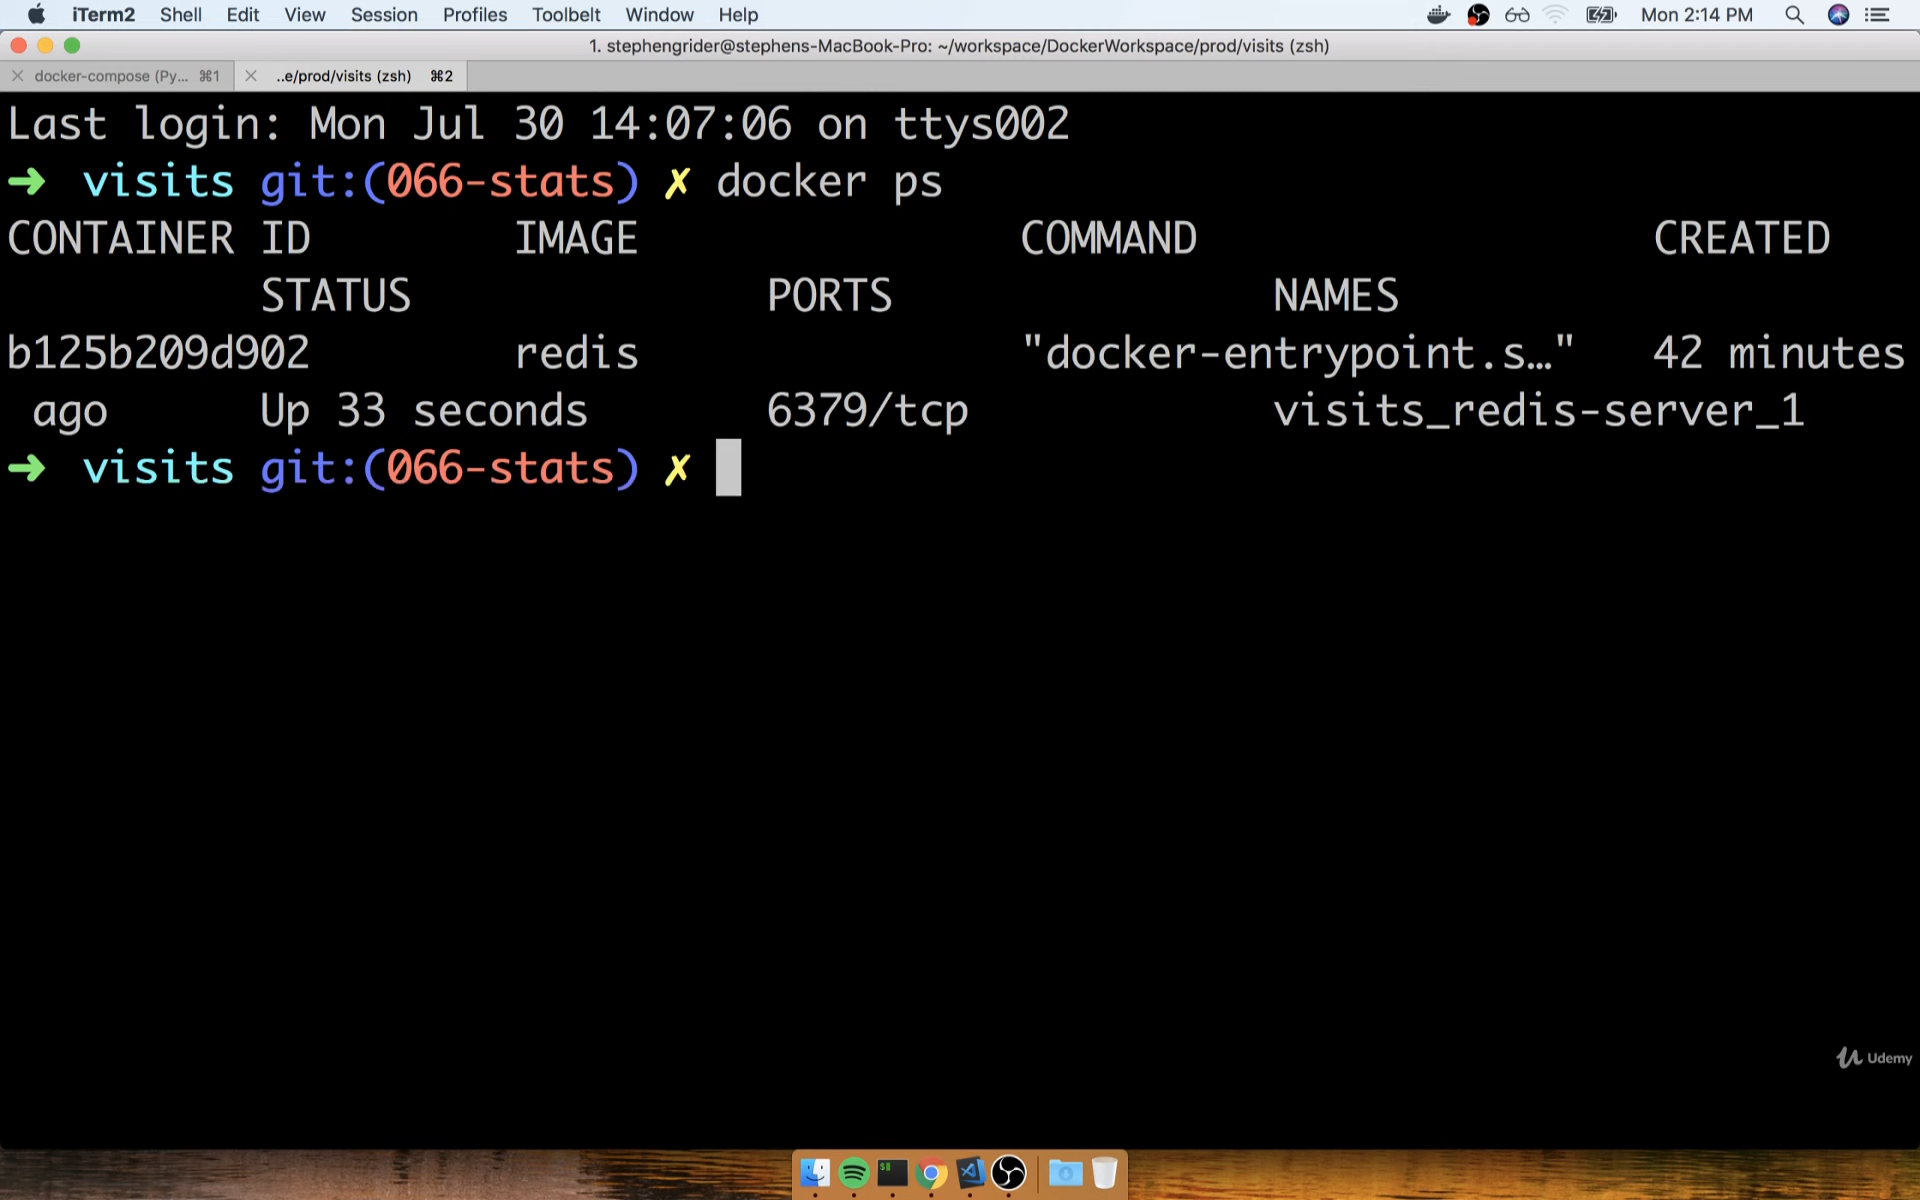 iTerm2 Shell Edit View Session Profiles Toolbelt Window Help Mon 2:14 PM
1. stephengrider@stephens-MacBook-Pro: ~/workspace/DockerWorkspace/prod/visits (zsh)
docker-compose (Py... ⌘1 ..e/prod/visits (zsh) ⌘2
Last login: Mon Jul 30 14:07:06 on ttys002
➜ visits git:(066-stats) ✗ docker ps
CONTAINER ID IMAGE COMMAND CREATED
STATUS PORTS NAMES
b125b209d902 redis "docker-entrypoint.s…" 42 minutes
ago Up 33 seconds 6379/tcp visits_redis-server_1
➜ visits git:(066-stats) ✗
Udemy